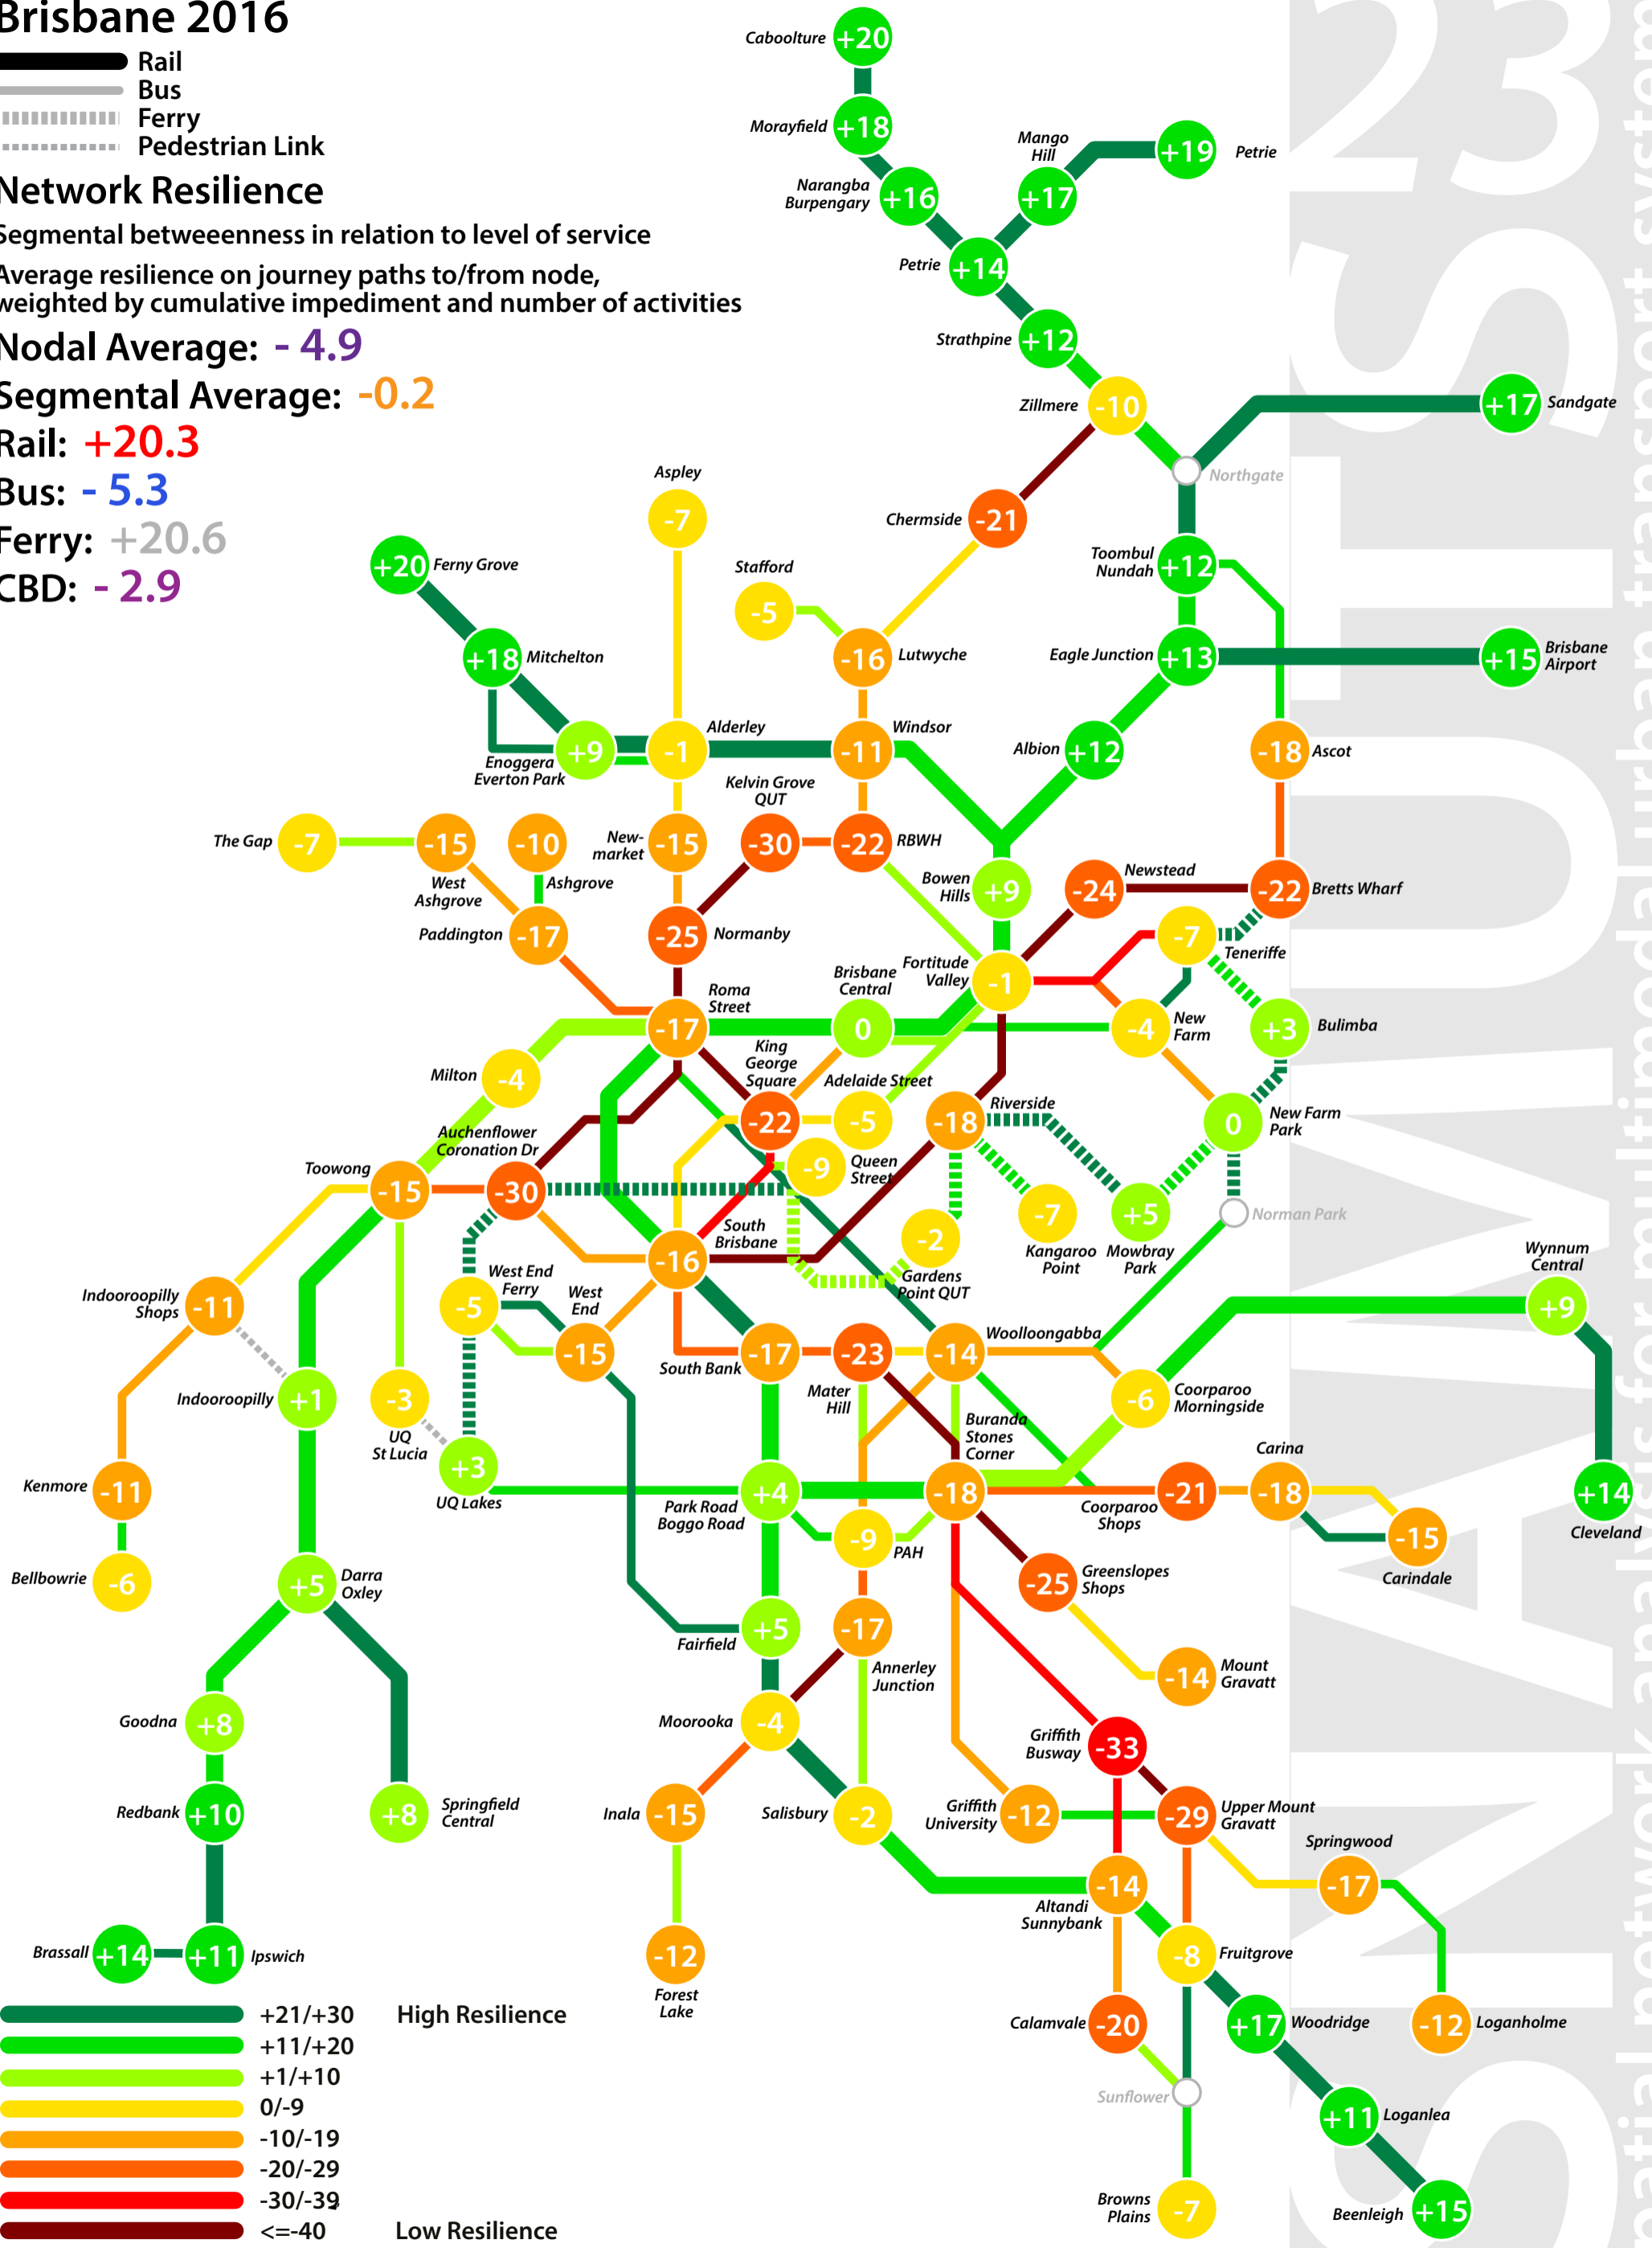 Brisbane 2016
Rail
Bus
Ferry
Pedestrian Link
Network Resilience
Segmental betweeenness in relation to level of service
Average resilience on journey paths to/from node,
weighted by cumulative impediment and number of activities
Nodal Average: - 4.9
Segmental Average: -0.2
Rail: +20.3
Bus: - 5.3
Ferry: +20.6
CBD: - 2.9
23
SNAMUTS
spatial network analysis for multimodal urban transport systems
Caboolture +20
Morayfield +18
Mango
Hill
+17
+19 Petrie
Narangba
Burpengary
+16
Petrie +14
Strathpine +12
Zillmere -10
+17 Sandgate
Northgate
Aspley
-7
Chermside -21
Toombul
Nundah
+12
+20 Ferny Grove
Stafford
-5
+18 Mitchelton
-16 Lutwyche
Eagle Junction +13
+15 Brisbane
Airport
+9
Enoggera
Everton Park
-1 Alderley
-11 Windsor
Albion +12
-18 Ascot
The Gap -7
-15
West
Ashgrove
-10
Ashgrove
New-
market
-15
Kelvin Grove
QUT
-30
-22 RBWH
Bowen
Hills
+9
-24 Newstead
-22 Bretts Wharf
Paddington -17
-25 Normanby
Fortitude
Valley
-1
-7 Teneriffe
Roma
Street
-17
Brisbane
Central
0
-4 New
Farm
+3 Bulimba
Milton -4
King
George
Square
-22
Adelaide Street
-5
-18 Riverside
0 New Farm
Park
Auchenflower
Coronation Dr
-30
Toowong -15
-9 Queen
Street
-2
Gardens
Point QUT
-7
Kangaroo
Point
+5
Mowbray
Park
Norman Park
South
Brisbane
-16
Wynnum
Central
+9
Indooroopilly
Shops
-11
West End
Ferry
-5
West
End
-15
South Bank -17
-23
Mater
Hill
-14 Woolloongabba
-6 Coorparoo
Morningside
Indooroopilly +1
-3
UQ
St Lucia
+3
UQ Lakes
Buranda
Stones
Corner
-18
Carina
-18
Kenmore -11
Park Road
Boggo Road
+4
Coorparoo
Shops
-21
+14
Cleveland
-9 PAH
-15
Carindale
Bellbowrie -6
+5 Darra
Oxley
-25 Greenslopes
Shops
Fairfield +5
-17
Annerley
Junction
-14 Mount
Gravatt
Goodna +8
Moorooka -4
Griffith
Busway
-33
Redbank +10
+8 Springfield
Central
Inala -15
Salisbury -2
Griffith
University
-12
-29 Upper Mount
Gravatt
Springwood
-17
-14
Altandi
Sunnybank
Brassall +14
+11 Ipswich
-12
Forest
Lake
-8 Fruitgrove
Calamvale -20
+17 Woodridge
-12 Loganholme
Sunflower
+11 Loganlea
Browns
Plains
-7
Beenleigh +15
+21/+30 High Resilience
+11/+20
+1/+10
0/-9
-10/-19
-20/-29
-30/-39
<=-40 Low Resilience